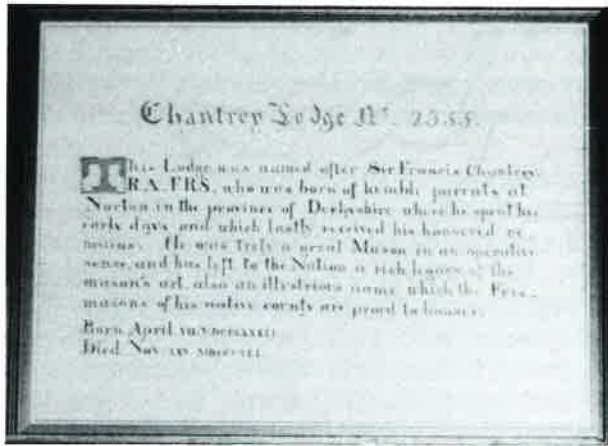 Chantrey Lodge No. 2355.
This Lodge was named after Sir Francis Chantrey,
R.A. F.R.S, who was born of humble parents at
Norton in the province of Derbyshire where he spent his
early days and which lastly received his honoured re
mains. He was truly a great Mason in an operative
sense, and has left to the Nation a rich legacy of the
mason's art, also an illustrious name which the Free-
masons of his native county are proud to honour.
Born April
Died Nov